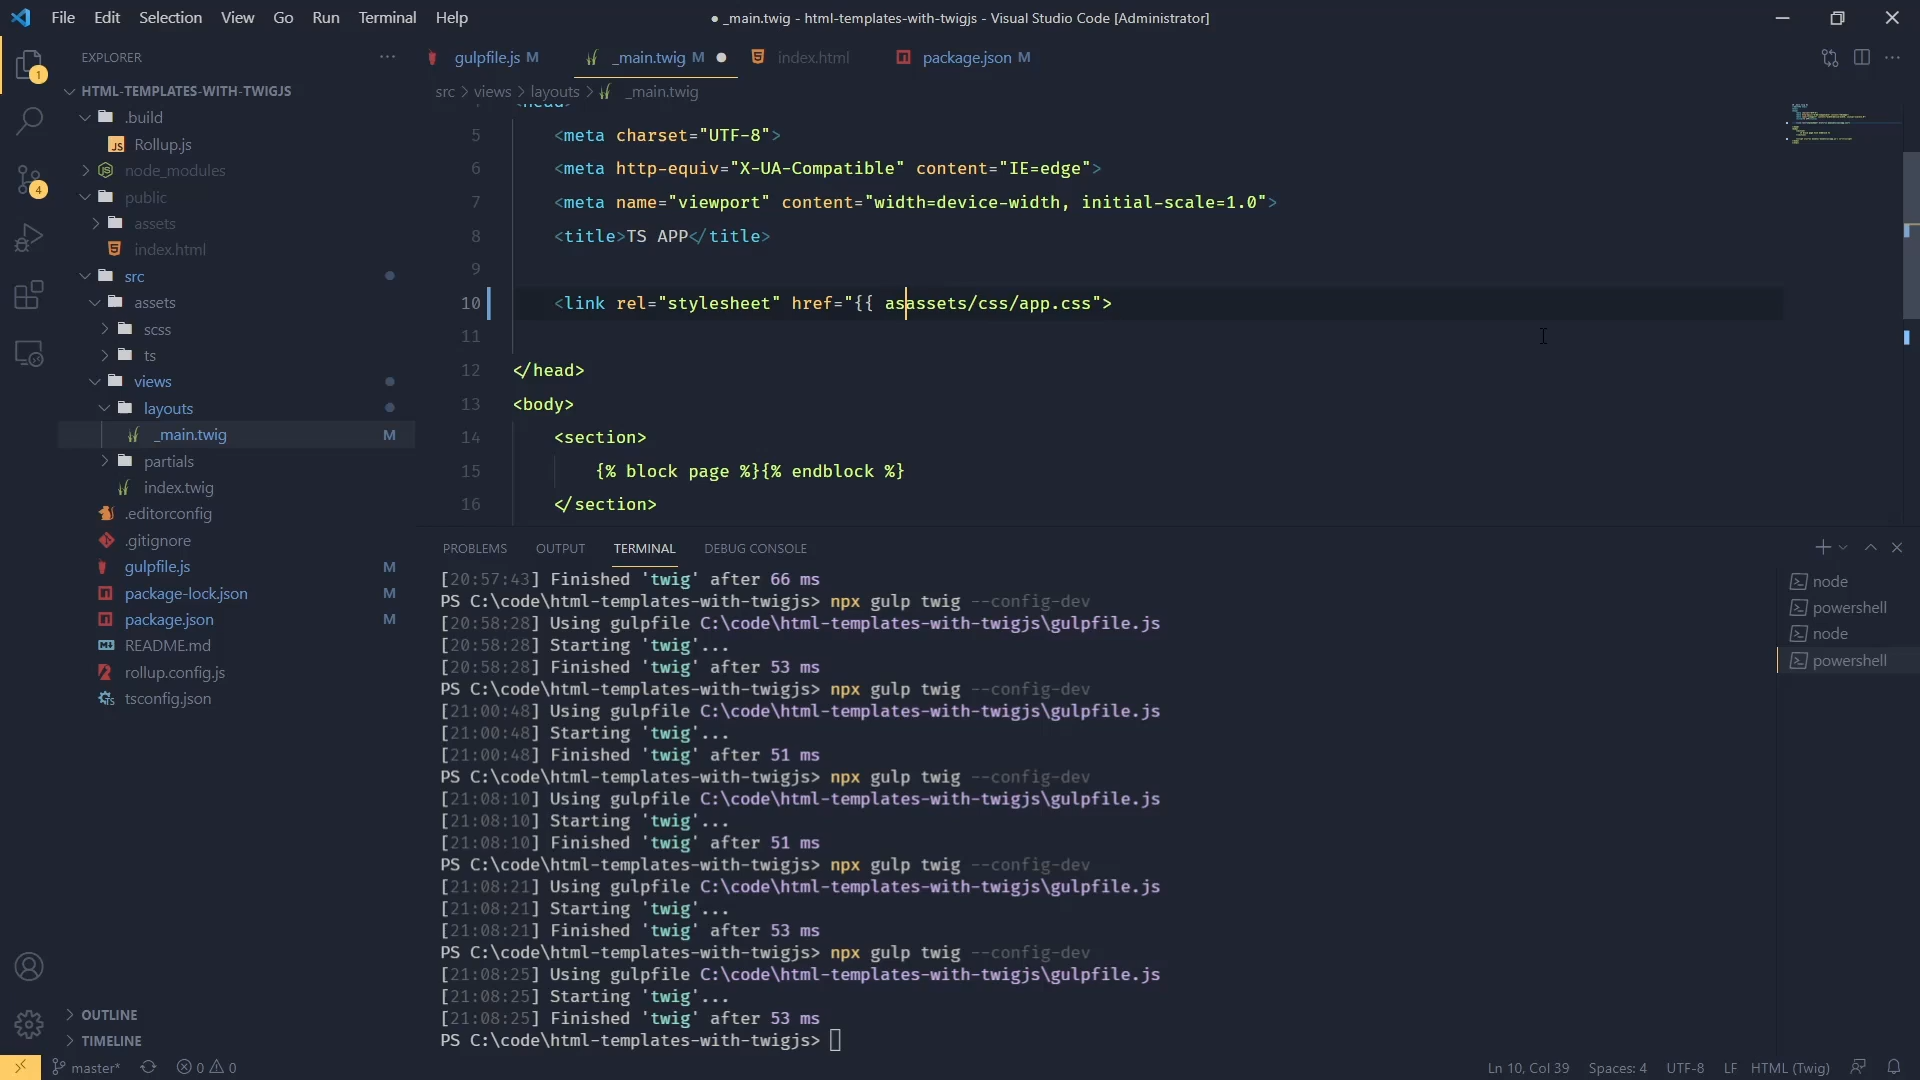 File Edit Selection View Go Run Terminal Help
● _main.twig - html-templates-with-twigjs - Visual Studio Code [Administrator]
EXPLORER
HTML-TEMPLATES-WITH-TWIGJS
.build
Rollup.js
node_modules
public
assets
index.html
src
assets
scss
ts
views
layouts
_main.twig M
partials
index.twig
.editorconfig
.gitignore
gulpfile.js M
package-lock.json M
package.json M
README.md
rollup.config.js
tsconfig.json
OUTLINE
TIMELINE
1
4
gulpfile.js M _main.twig M ● index.html package.json M
src > views > layouts > _main.twig
5 <meta charset="UTF-8">
6 <meta http-equiv="X-UA-Compatible" content="IE=edge">
7 <meta name="viewport" content="width=device-width, initial-scale=1.0">
8 <title>TS APP</title>
9
10 <link rel="stylesheet" href="{{ asassets/css/app.css">
11
12 </head>
13 <body>
14 <section>
15 {% block page %}{% endblock %}
16 </section>
PROBLEMS OUTPUT TERMINAL DEBUG CONSOLE
[20:57:43] Finished 'twig' after 66 ms
PS C:\code\html-templates-with-twigjs> npx gulp twig --config-dev
[20:58:28] Using gulpfile C:\code\html-templates-with-twigjs\gulpfile.js
[20:58:28] Starting 'twig'...
[20:58:28] Finished 'twig' after 53 ms
PS C:\code\html-templates-with-twigjs> npx gulp twig --config-dev
[21:00:48] Using gulpfile C:\code\html-templates-with-twigjs\gulpfile.js
[21:00:48] Starting 'twig'...
[21:00:48] Finished 'twig' after 51 ms
PS C:\code\html-templates-with-twigjs> npx gulp twig --config-dev
[21:08:10] Using gulpfile C:\code\html-templates-with-twigjs\gulpfile.js
[21:08:10] Starting 'twig'...
[21:08:10] Finished 'twig' after 51 ms
PS C:\code\html-templates-with-twigjs> npx gulp twig --config-dev
[21:08:21] Using gulpfile C:\code\html-templates-with-twigjs\gulpfile.js
[21:08:21] Starting 'twig'...
[21:08:21] Finished 'twig' after 53 ms
PS C:\code\html-templates-with-twigjs> npx gulp twig --config-dev
[21:08:25] Using gulpfile C:\code\html-templates-with-twigjs\gulpfile.js
[21:08:25] Starting 'twig'...
[21:08:25] Finished 'twig' after 53 ms
PS C:\code\html-templates-with-twigjs>
node
powershell
node
powershell
master* 0 0 Ln 10, Col 39 Spaces: 4 UTF-8 LF HTML (Twig)